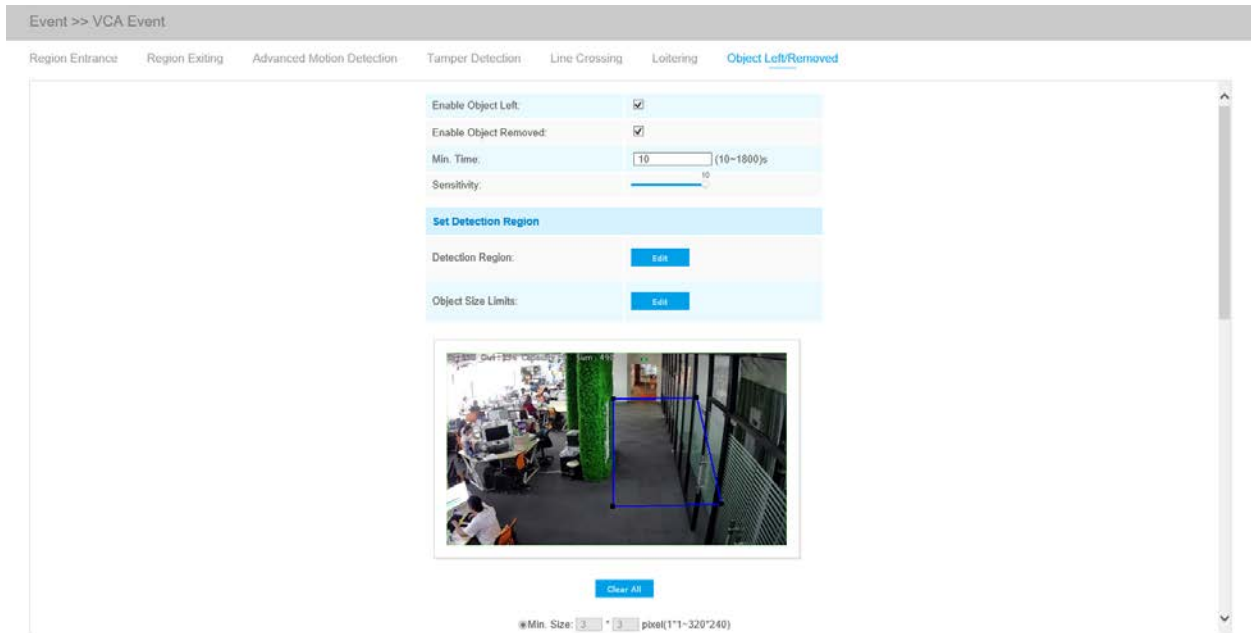 Event >> VCA Event
Region Entrance Region Exiting Advanced Motion Detection Tamper Detection Line Crossing Loitering Object Left/Removed
Enable Object Left:
Enable Object Removed:
Min. Time: 10 (10~1800)s
10
Sensitivity:
Set Detection Region
Detection Region: Edit
Object Size Limits: Edit
Sum : 490
Clear All
Min. Size: 3 * 3 pixel(1*1~320*240)